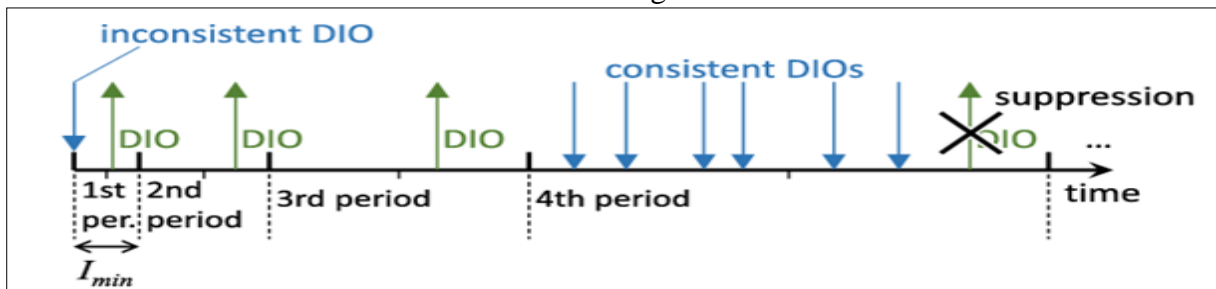 inconsistent DIO
consistent DIOs
suppression
DIO DIO DIO DIO ...
1st 2nd 3rd period 4th period time
per. period
Imin